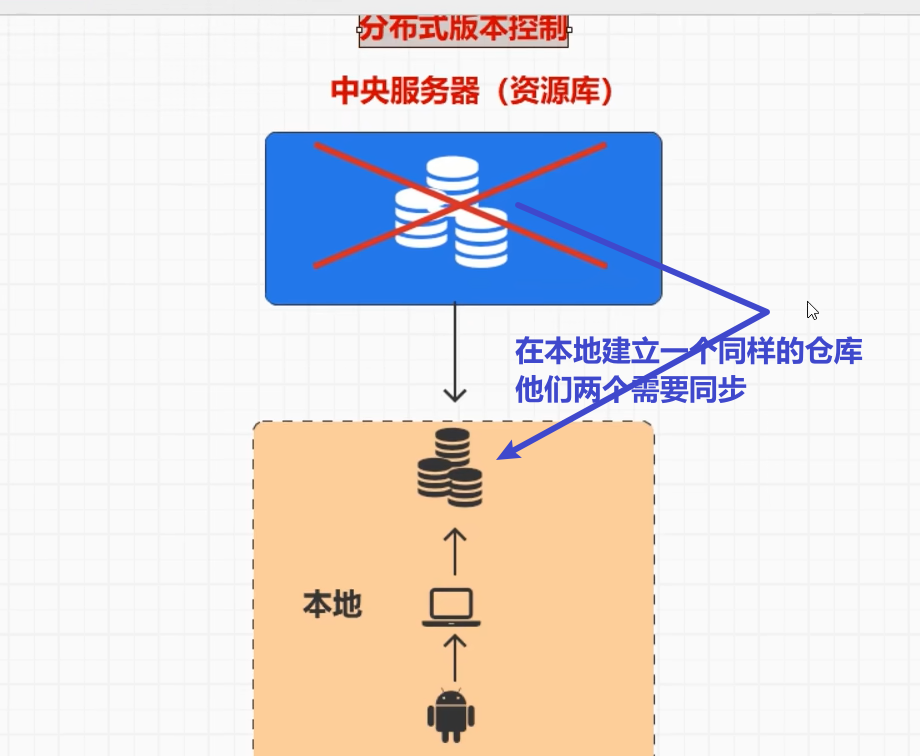 分布式版本控制
中央服务器（资源库）
在本地建立一个同样的仓库
他们两个需要同步
本地